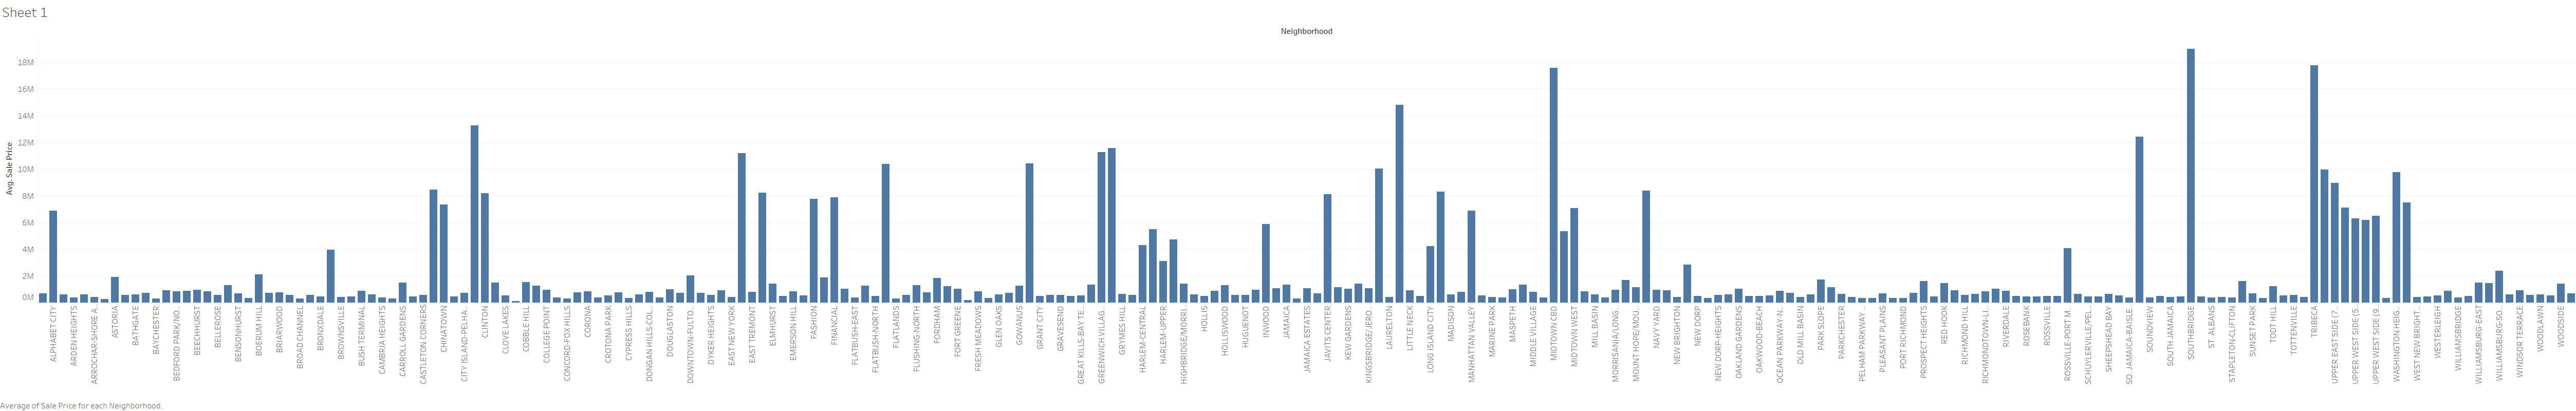 Sheet 1
Neighborhood
Avg. Sale Price
18M
16M
14M
12M
10M
8M
6M
4M
2M
0M
ALPHABET CITY
ARDEN HEIGHTS
ARROCHAR-SHORE A..
ASTORIA
BATHGATE
BAYCHESTER
BEDFORD PARK/NO..
BEECHHURST
BELLEROSE
BENSONHURST
BOERUM HILL
BRIARWOOD
BROAD CHANNEL
BRONXDALE
BROWNSVILLE
BUSH TERMINAL
CAMBRIA HEIGHTS
CARROLL GARDENS
CASTLETON CORNERS
CHINATOWN
CITY ISLAND-PELHA..
CLINTON
CLOVE LAKES
COBBLE HILL
COLLEGE POINT
CONCORD-FOX HILLS
CORONA
CROTON PARK
CYPRESS HILLS
DONGAN HILLS-COL..
DOUGLASTON
DOWNTOWN-FULTO..
DYKER HEIGHTS
EAST NEW YORK
EAST TREMONT
ELMHURST
EMERSON HILL
FASHION
FINANCIAL
FLATBUSH-EAST
FLATBUSH-NORTH
FLATLANDS
FLUSHING-NORTH
FORDHAM
FORT GREENE
FRESH MEADOWS
GLEN OAKS
GOWANUS
GRANT CITY
GRAVESEND
GREAT KILLS-BAY TE..
GREENWICH VILLAG..
GRYMES HILL
HARLEM-CENTRAL
HARLEM-UPPER
HIGHBRIDGE/MORRI..
HOLLIS
HOLLISWOOD
HUGUENOT
INWOOD
JAMAICA
JAMAICA ESTATES
JAVITS CENTER
KEW GARDENS
KINGSBRIDGE/JERO..
LAURELTON
LITTLE NECK
LONG ISLAND CITY
MADISON
MANHATTAN VALLEY
MARINE PARK
MASPETH
MIDDLE VILLAGE
MIDTOWN CBD
MIDTOWN WEST
MILL BASIN
MORRISANIA/LONG..
MOUNT HOPE/MOU..
NAVY YARD
NEW BRIGHTON
NEW DORP
NEW DORP-HEIGHTS
OAKLAND GARDENS
OAKWOOD-BEACH
OCEAN PARKWAY-N..
OLD MILL BASIN
PARK SLOPE
PARKCHESTER
PELHAM PARKWAY ..
PLEASANT PLAINS
PORT RICHMOND
PROSPECT HEIGHTS
RED HOOK
RICHMOND HILL
RICHMONDTOWN-LI..
RIVERDALE
ROSEBANK
ROSSVILLE
ROSSVILLE-PORT M..
SCHUYLERVILLE/PEL..
SHEEPSHEAD BAY
SO. JAMAICA-BAISLE..
SOUNDVIEW
SOUTH JAMAICA
SOUTHBRIDGE
ST. ALBANS
STAPLETON-CLIFTON
SUNSET PARK
TODT HILL
TOTTENVILLE
TRIBECA
UPPER EAST SIDE (7..
UPPER WEST SIDE (5..
UPPER WEST SIDE (9..
WASHINGTON HEIG..
WEST NEW BRIGHT..
WESTERLEIGH
WILLIAMSBRIDGE
WILLIAMSBURG-EAST
WILLIAMSBURG-SO..
WINDSOR TERRACE
WOODLAWN
WOODSIDE
Average of Sale Price for each Neighborhood.